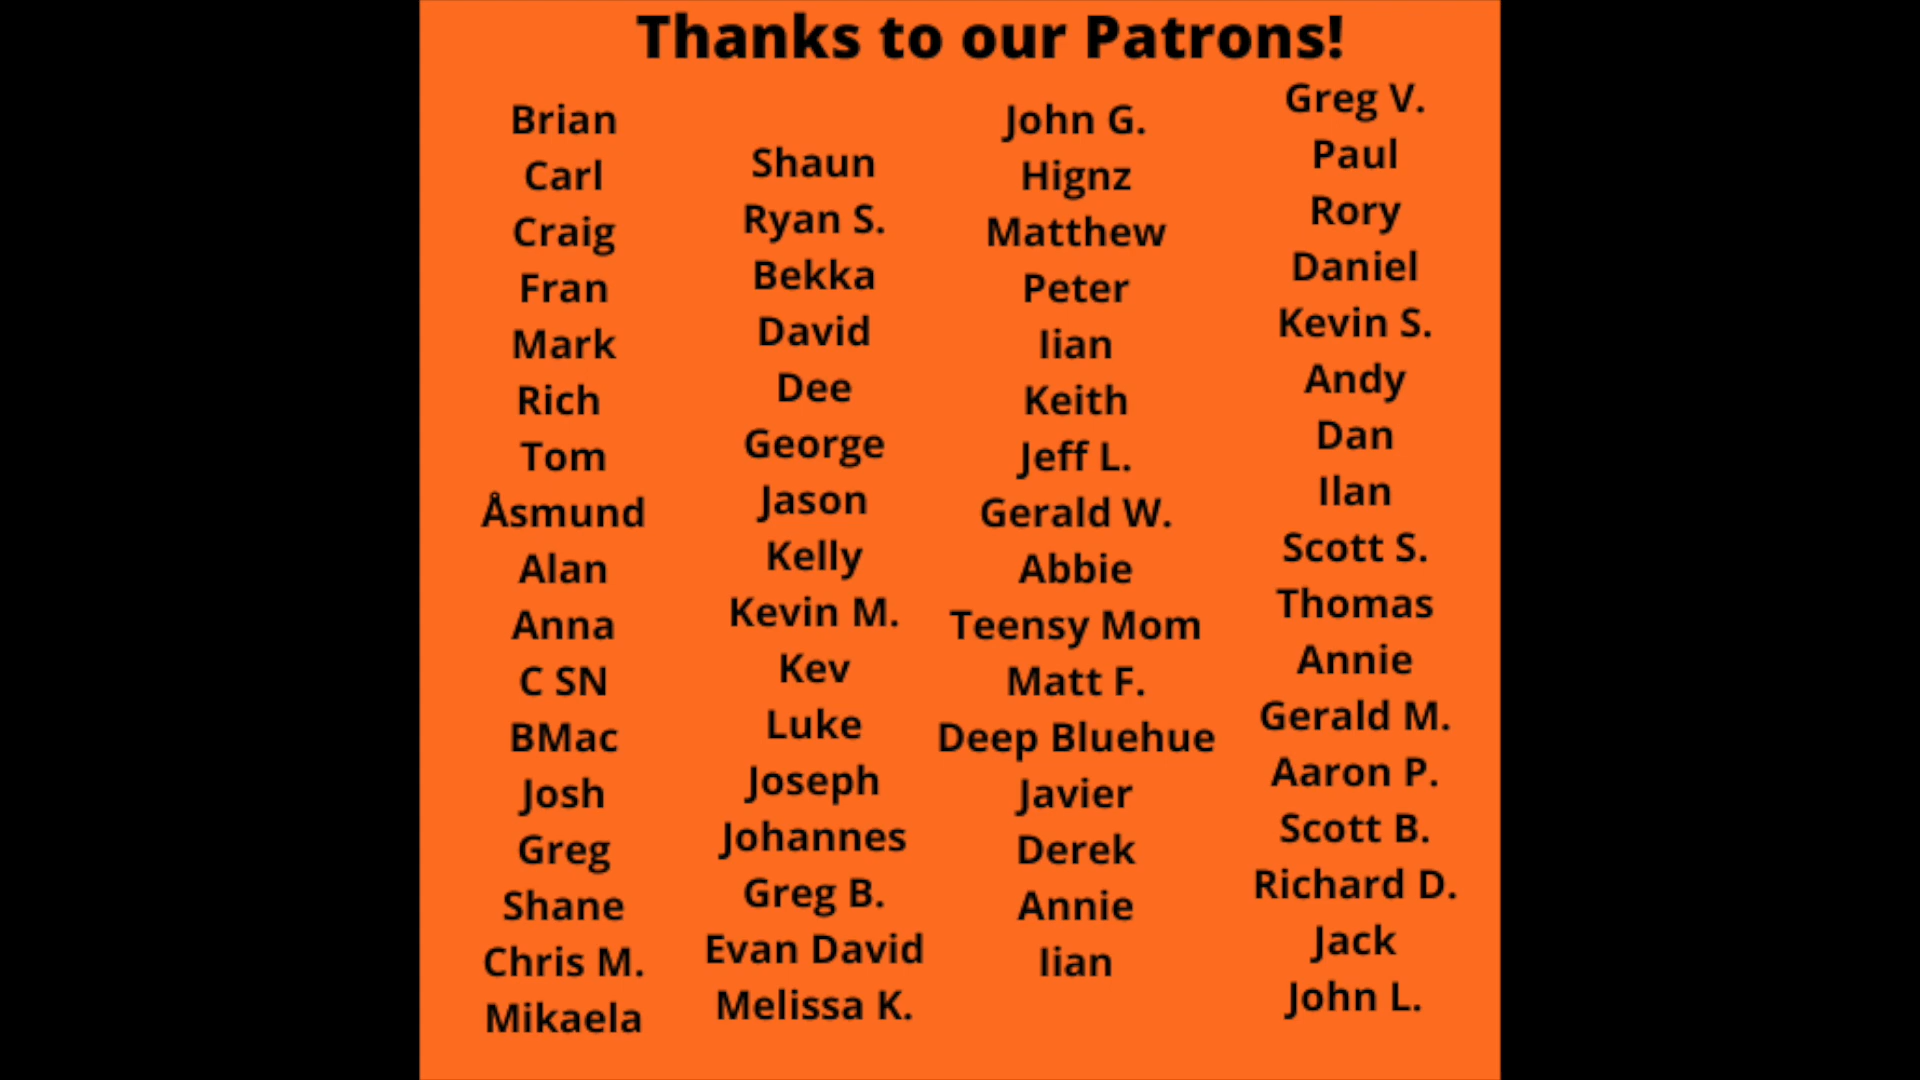 Thanks to our Patrons!
Brian
Carl
Craig
Fran
Mark
Rich
Tom
Åsmund
Alan
Anna
C SN
BMac
Josh
Greg
Shane
Chris M.
Mikaela
Shaun
Ryan S.
Bekka
David
Dee
George
Jason
Kelly
Kevin M.
Kev
Luke
Joseph
Johannes
Greg B.
Evan David
Melissa K.
John G.
Hignz
Matthew
Peter
Iian
Keith
Jeff L.
Gerald W.
Abbie
Teensy Mom
Matt F.
Deep Bluehue
Javier
Derek
Annie
Iian
Greg V.
Paul
Rory
Daniel
Kevin S.
Andy
Dan
Ilan
Scott S.
Thomas
Annie
Gerald M.
Aaron P.
Scott B.
Richard D.
Jack
John L.